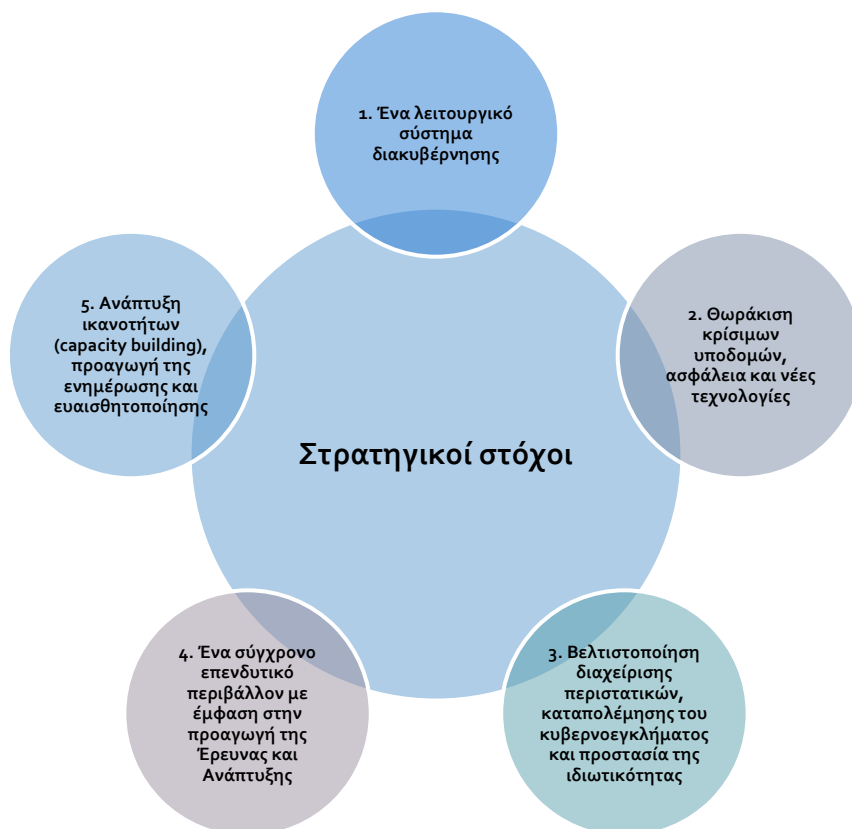 1. Ένα λειτουργικό
σύστημα
διακυβέρνησης
2. Θωράκιση
κρίσιμων
υποδομών,
ασφάλεια και νέες
τεχνολογίες
5. Ανάπτυξη
ικανοτήτων
(capacity building),
προαγωγή της
ενημέρωσης και
ευαισθητοποίησης
Στρατηγικοί στόχοι
3. Βελτιστοποίηση
διαχείρισης
περιστατικών,
καταπολέμησης του
κυβερνοεγκλήματος
και προστασία της
ιδιωτικότητας
4. Ένα σύγχρονο
επενδυτικό
περιβάλλον με
έμφαση στην
προαγωγή της
Έρευνας και
Ανάπτυξης